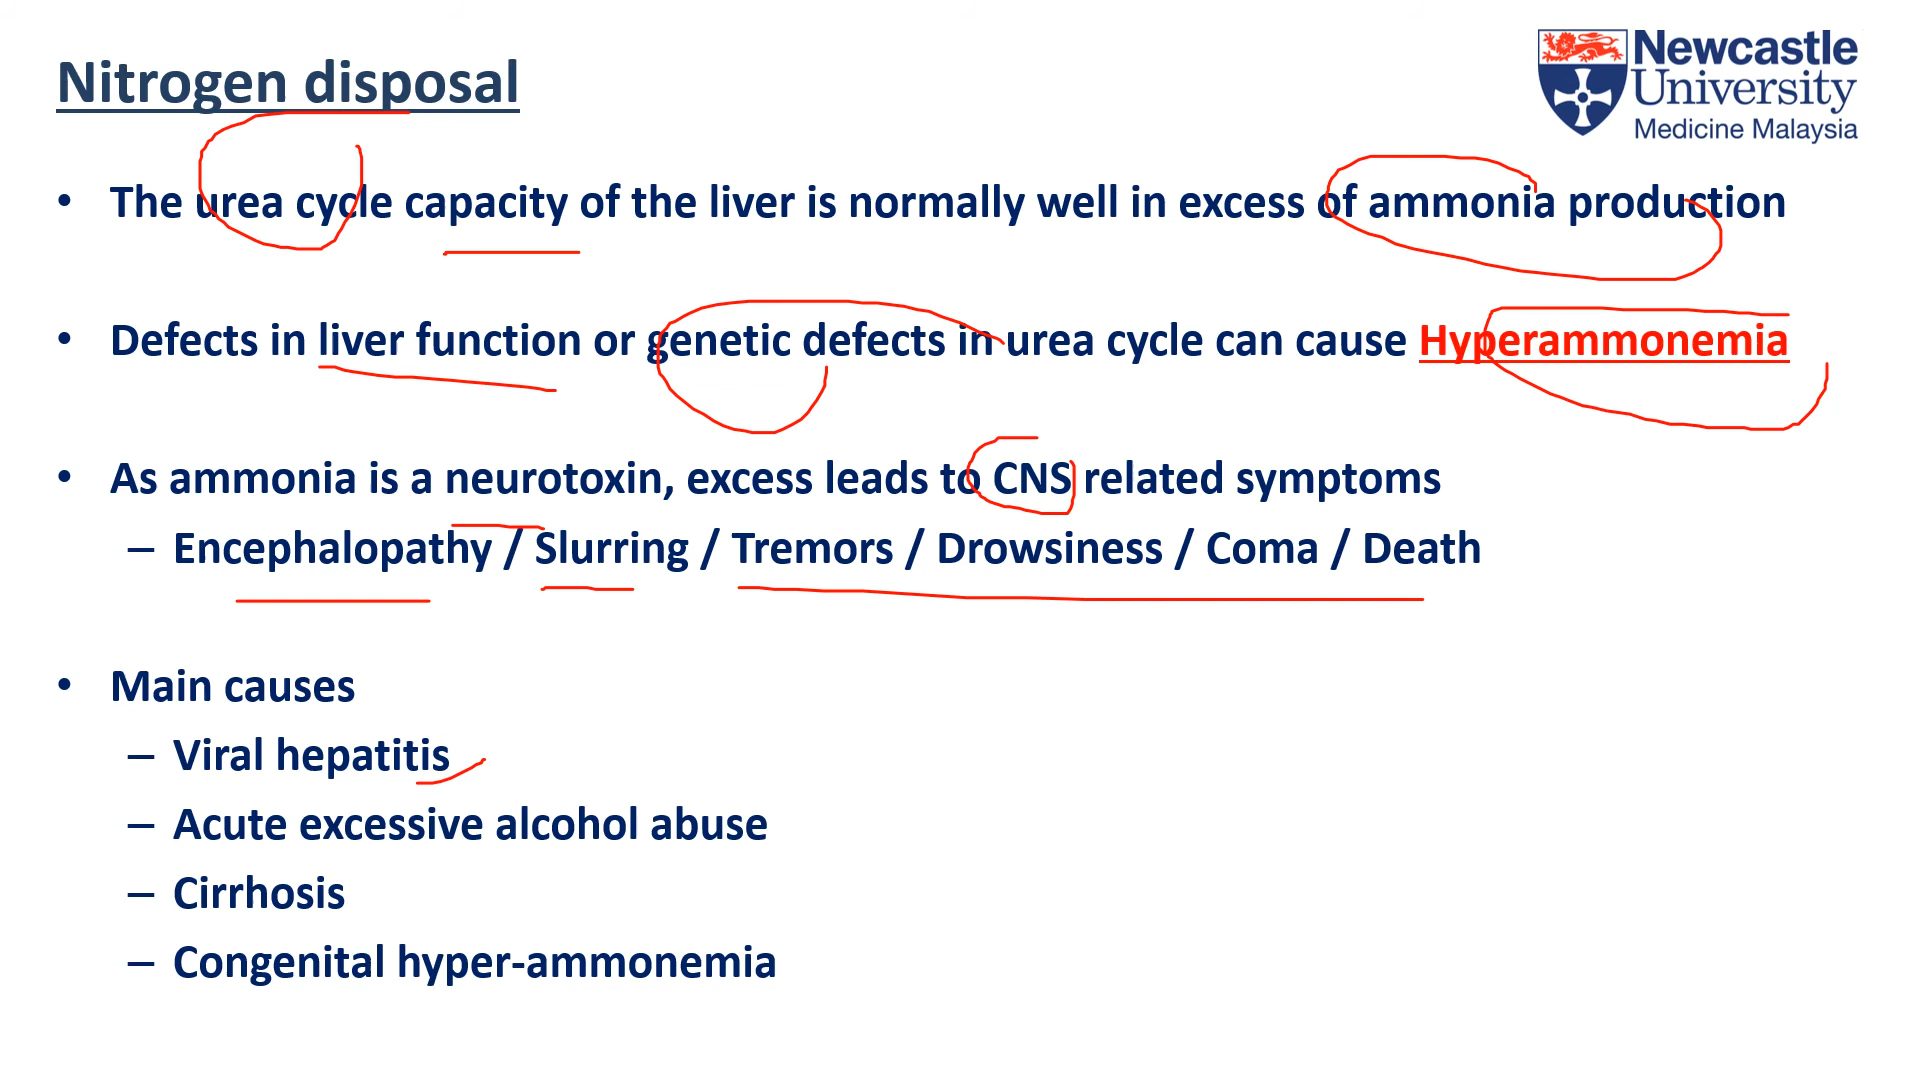 Nitrogen disposal
Newcastle
University
Medicine Malaysia
• The urea cycle capacity of the liver is normally well in excess of ammonia production
• Defects in liver function or genetic defects in urea cycle can cause Hyperammonemia
• As ammonia is a neurotoxin, excess leads to CNS related symptoms
– Encephalopathy / Slurring / Tremors / Drowsiness / Coma / Death
• Main causes
– Viral hepatitis
– Acute excessive alcohol abuse
– Cirrhosis
– Congenital hyper-ammonemia